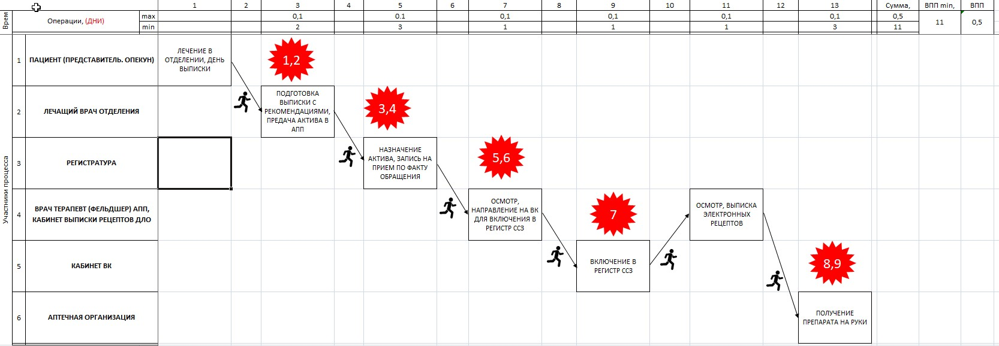 1 2 3 4 5 6 7 8 9 10 11 12 13 Сумма, ВПП min, ВПП
Врем
Операции, (ДНИ)
max 0,1 0.1 0,1 0,1 0,1 0,1 0,5
min 2 3 1 1 1 3 11
11 0,5
Участники процесса
1 ПАЦИЕНТ (ПРЕДСТАВИТЕЛЬ. ОПЕКУН)
ЛЕЧЕНИЕ В
ОТДЕЛЕНИИ, ДЕНЬ
ВЫПИСКИ
1,2
2 ЛЕЧАЩИЙ ВРАЧ ОТДЕЛЕНИЯ
ПОДГОТОВКА
ВЫПИСКИ С
РЕКОМЕНДАЦИЯМИ,
ПРЕДАЧА АКТИВА В
АПП
3,4
3 РЕГИСТРАТУРА
НАЗНАЧЕНИЕ
АКТИВА, ЗАПИСЬ НА
ПРИЕМ ПО ФАКТУ
ОБРАЩЕНИЯ
5,6
4 ВРАЧ ТЕРАПЕВТ (ФЕЛЬДШЕР) АПП,
КАБИНЕТ ВЫПИСКИ РЕЦЕПТОВ ДЛО
ОСМОТР,
НАПРАВЛЕНИЕ НА ВК
ДЛЯ ВКЛЮЧЕНИЯ В
РЕГИСТР ССЗ
7
ОСМОТР, ВЫПИСКА
ЭЛЕКТРОННЫХ
РЕЦЕПТОВ
5 КАБИНЕТ ВК
ВКЛЮЧЕНИЕ В
РЕГИСТР ССЗ
8,9
6 АПТЕЧНАЯ ОРГАНИЗАЦИЯ
ПОЛУЧЕНИЕ
ПРЕПАРАТА НА РУКИ